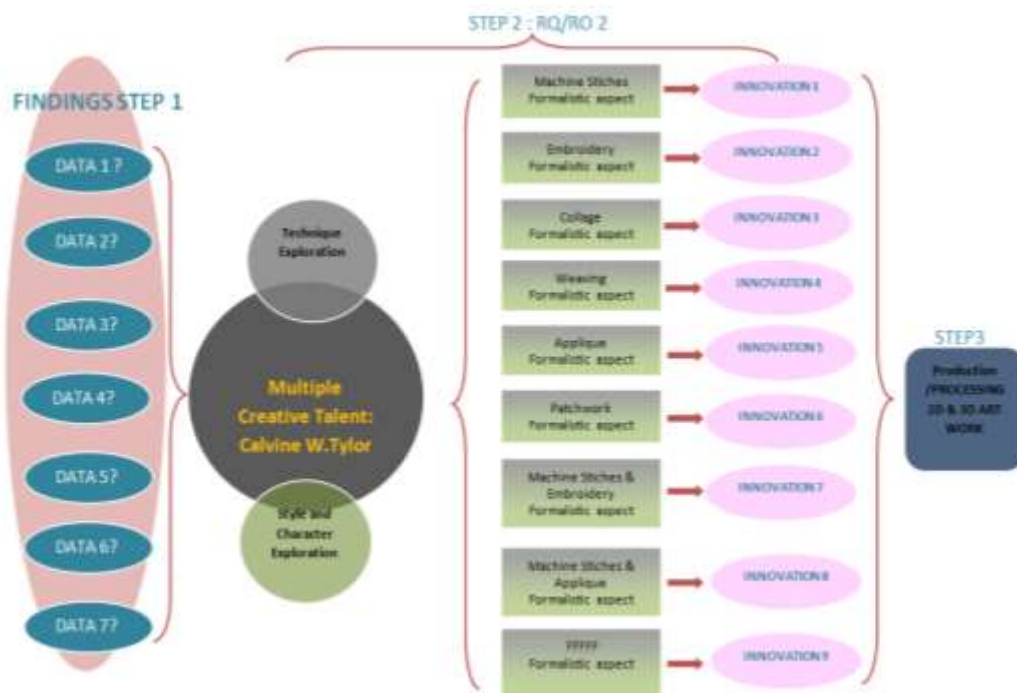 STEP 2 : RQ/RO 2
FINDINGS STEP 1
DATA 1 ?
DATA 2?
DATA 3?
DATA 4?
DATA 5?
DATA 6?
DATA 7?
Technique
Exploration
Multiple
Creative Talent:
Calvine W.Tylor
Style and
Character
Exploration
Machine Stiches
Formalistic aspect
INNOVATION 1
Embroidery
Formalistic aspect
INNOVATION 2
Collage
Formalistic aspect
INNOVATION 3
Weaving
Formalistic aspect
INNOVATION 4
Applique
Formalistic aspect
INNOVATION 5
Patchwork
Formalistic aspect
INNOVATION 6
Machine Stiches &
Embroidery
Formalistic aspect
INNOVATION 7
Machine Stiches &
Applique
Formalistic aspect
INNOVATION 8
?????
Formalistic aspect
INNOVATION 9
STEP3
Production
/PROCESSING
2D & 3D ART
WORK